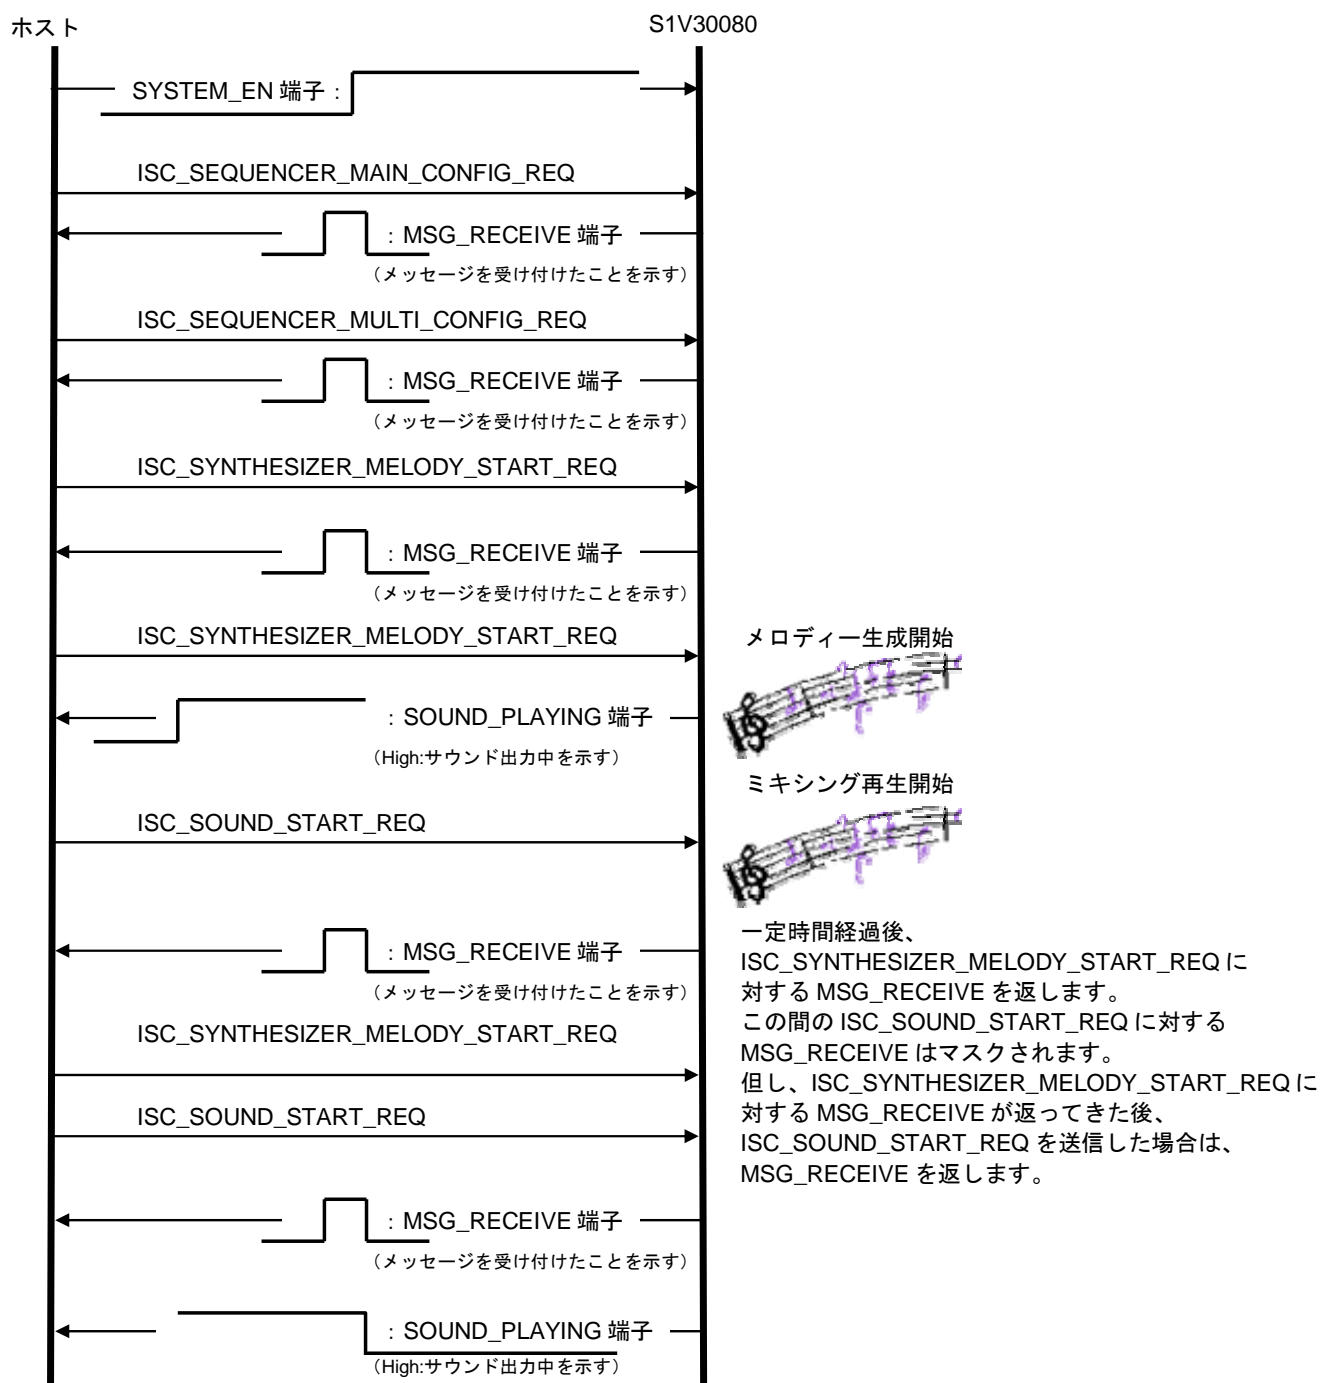 ホスト
S1V30080
SYSTEM_EN 端子：
ISC_SEQUENCER_MAIN_CONFIG_REQ
：MSG_RECEIVE 端子
（メッセージを受け付けたことを示す）
ISC_SEQUENCER_MULTI_CONFIG_REQ
：MSG_RECEIVE 端子
（メッセージを受け付けたことを示す）
ISC_SYNTHESIZER_MELODY_START_REQ
：MSG_RECEIVE 端子
（メッセージを受け付けたことを示す）
ISC_SYNTHESIZER_MELODY_START_REQ
メロディー生成開始
：SOUND_PLAYING 端子
（High:サウンド出力中を示す）
ミキシング再生開始
ISC_SOUND_START_REQ
：MSG_RECEIVE 端子
（メッセージを受け付けたことを示す）
一定時間経過後、
ISC_SYNTHESIZER_MELODY_START_REQ に
対する MSG_RECEIVE を返します。
この間の ISC_SOUND_START_REQ に対する
MSG_RECEIVE はマスクされます。
但し、ISC_SYNTHESIZER_MELODY_START_REQ に
対する MSG_RECEIVE が返ってきた後、
ISC_SOUND_START_REQ を送信した場合は、
MSG_RECEIVE を返します。
ISC_SYNTHESIZER_MELODY_START_REQ
ISC_SOUND_START_REQ
：MSG_RECEIVE 端子
（メッセージを受け付けたことを示す）
：SOUND_PLAYING 端子
（High:サウンド出力中を示す）